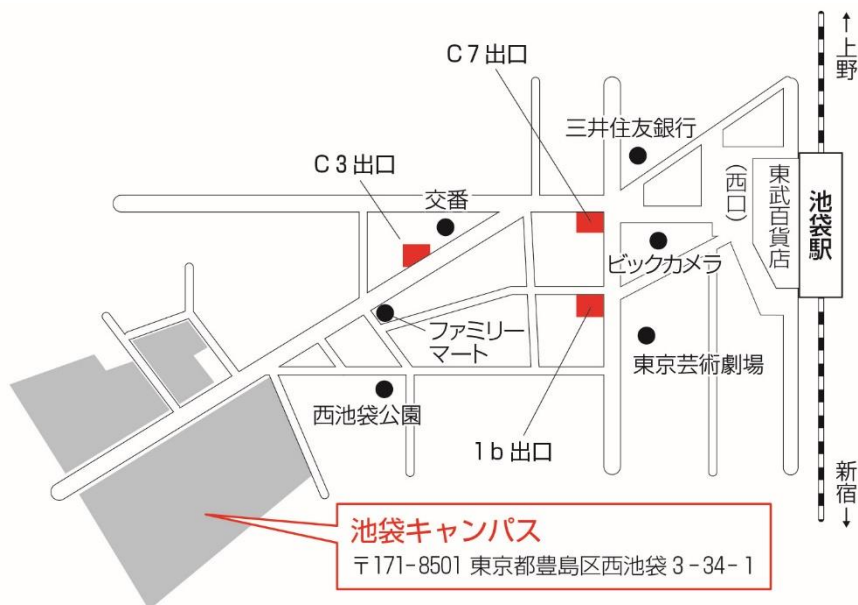 ↑上野
C7出口
三井住友銀行
C3出口
交番
(西口)
東武百貨店
池袋駅
ビックカメラ
ファミリー
マート
東京芸術劇場
西池袋公園
1b出口
新宿↓
池袋キャンパス
〒171-8501 東京都豊島区西池袋3-34-1